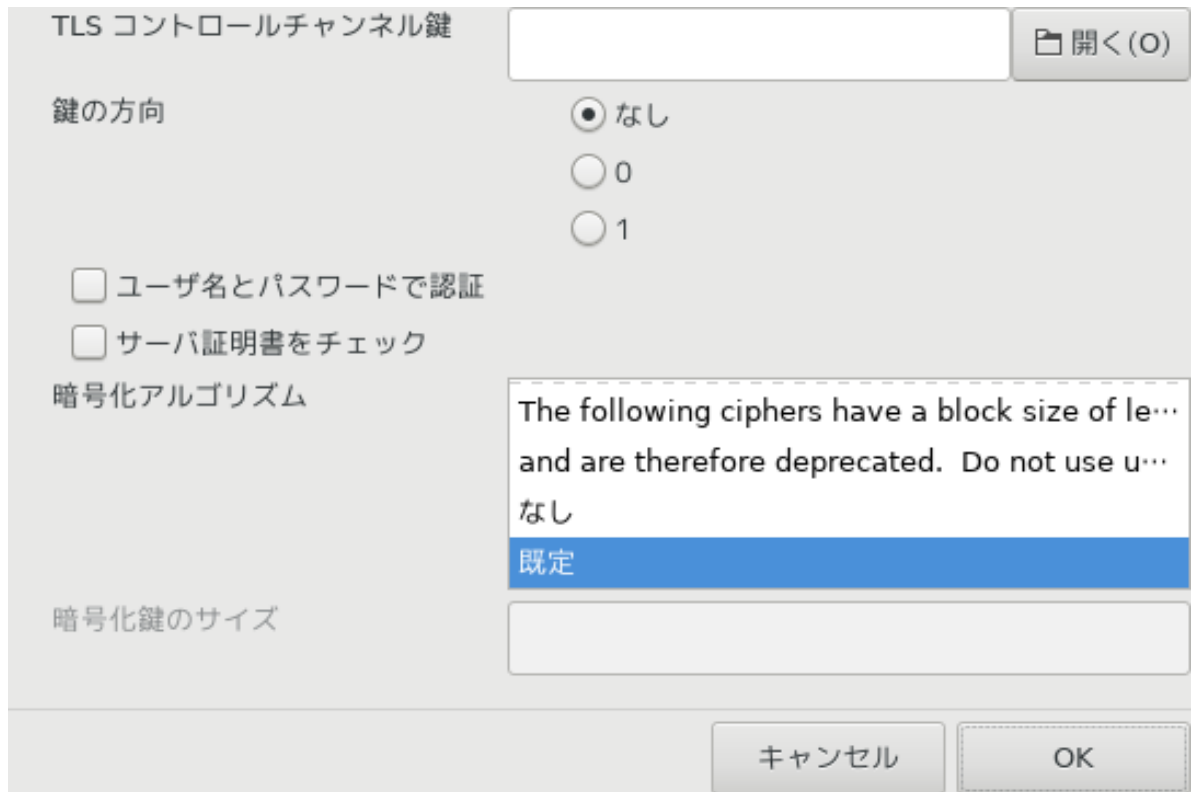 TLS コントロールチャンネル鍵
開く(O)
鍵の方向
なし
0
1
ユーザ名とパスワードで認証
サーバ証明書をチェック
暗号化アルゴリズム
The following ciphers have a block size of le…
and are therefore deprecated.  Do not use u…
なし
既定
暗号化鍵のサイズ
キャンセル
OK